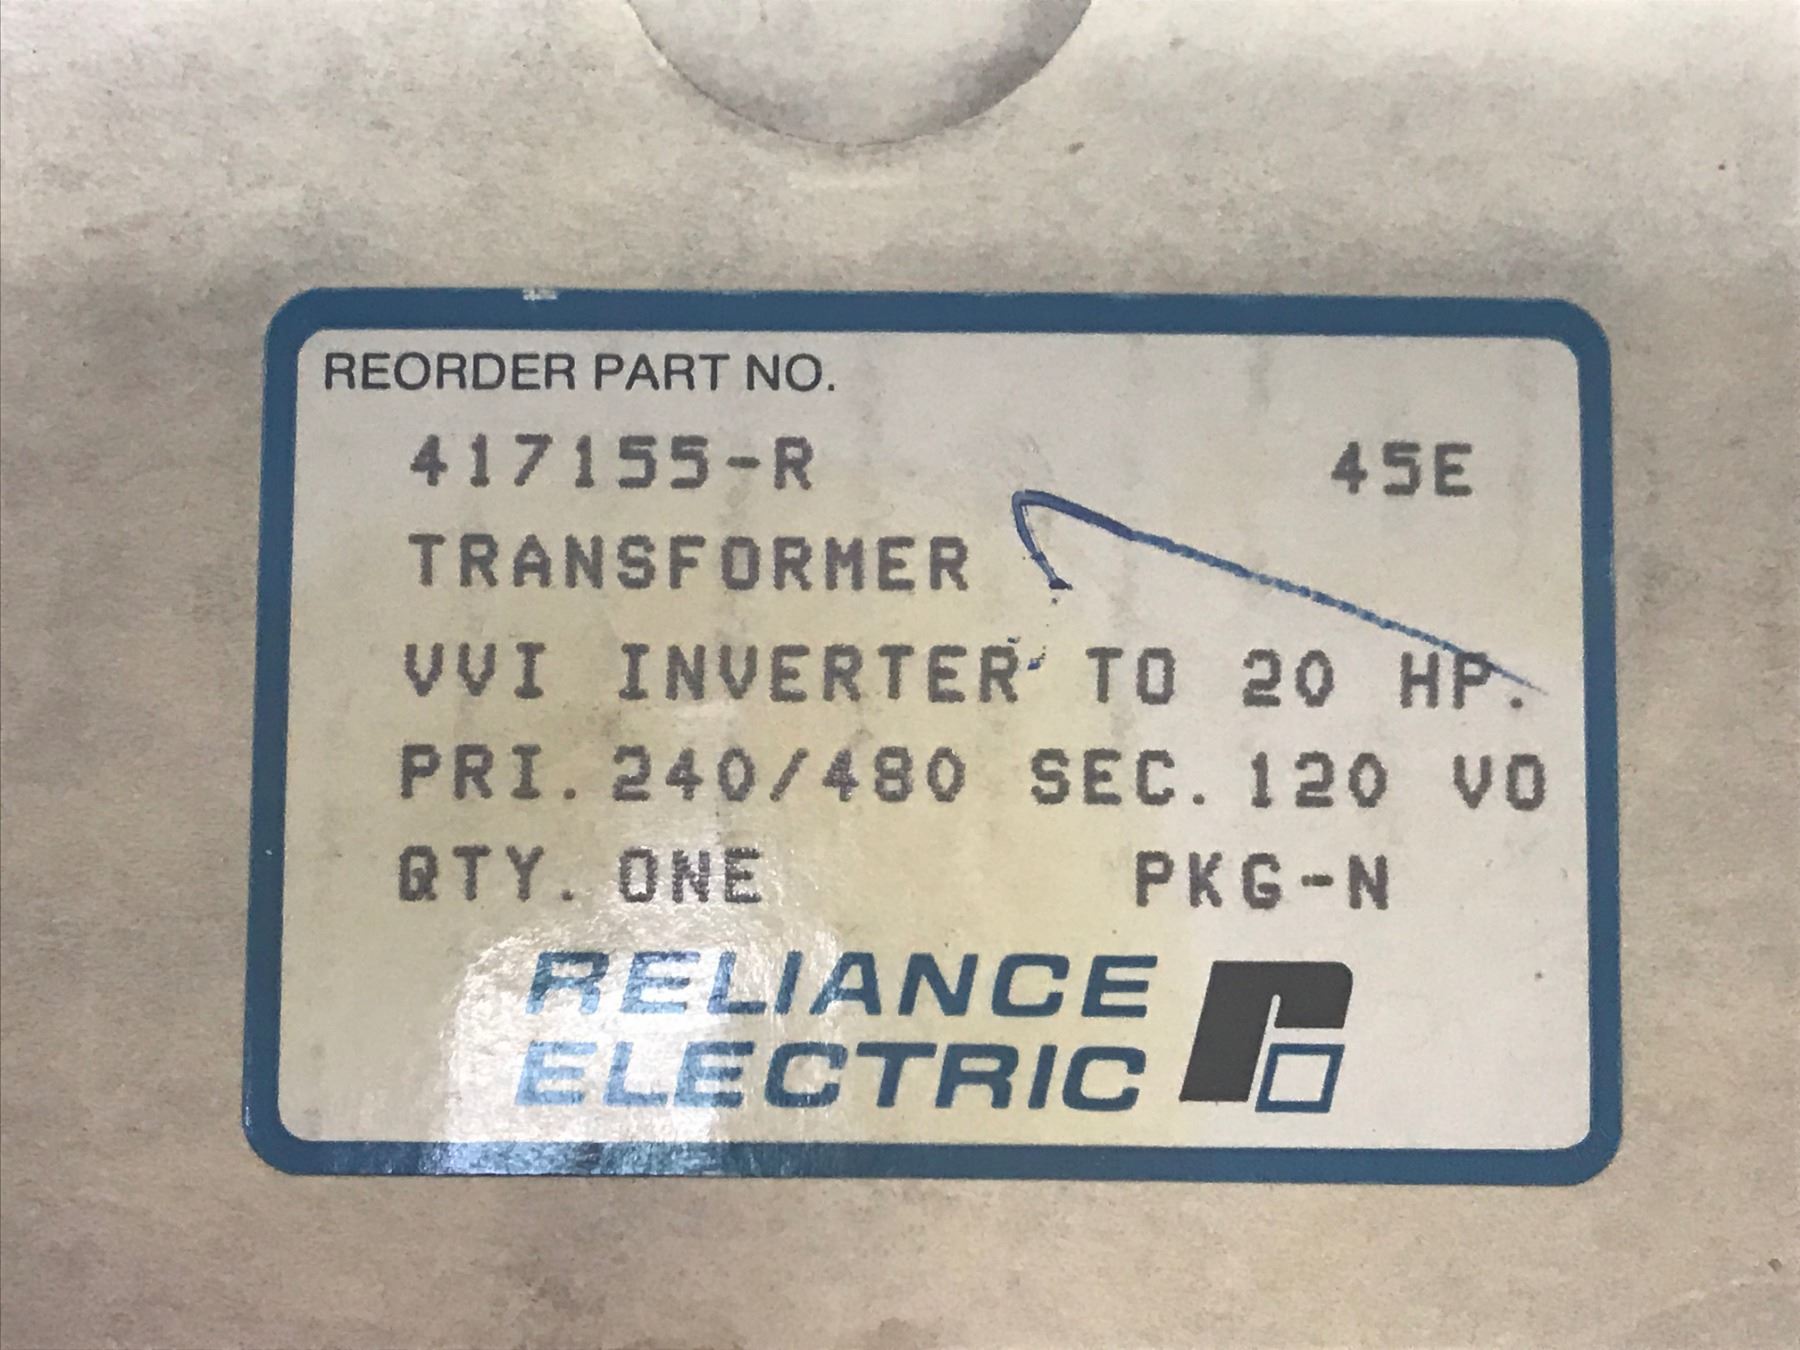 REORDER PART NO.
417155-R 45E
TRANSFORMER
VVI INVERTER TO 20 HP.
PRI. 240/480 SEC. 120 VO
QTY. ONE PKG-N
RELIANCE
ELECTRIC